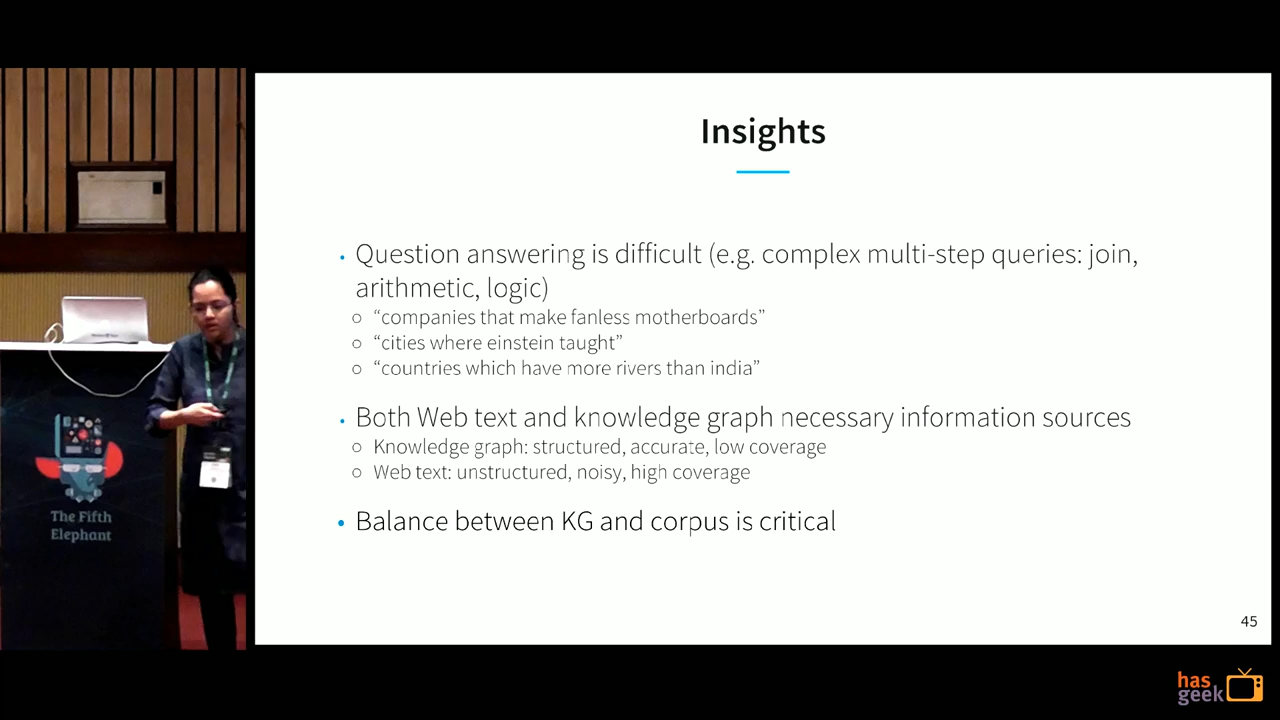 Insights
• Question answering is difficult (e.g. complex multi-step queries: join,
arithmetic, logic)
○ “companies that make fanless motherboards”
○ “cities where einstein taught”
○ “countries which have more rivers than india”
• Both Web text and knowledge graph necessary information sources
○ Knowledge graph: structured, accurate, low coverage
○ Web text: unstructured, noisy, high coverage
• Balance between KG and corpus is critical
45
The Fifth
Elephant
has
geek